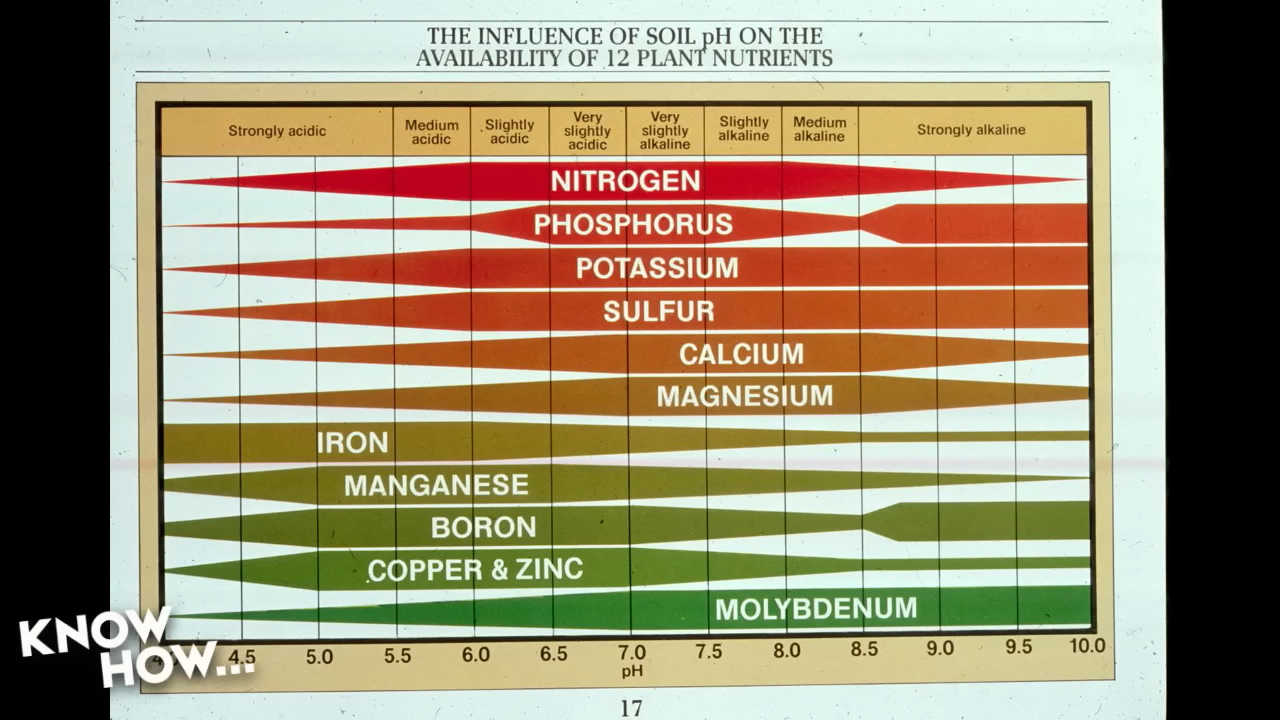 THE INFLUENCE OF SOIL pH ON THE
AVAILABILITY OF 12 PLANT NUTRIENTS
Strongly acidic
Medium
acidic
Slightly
acidic
Very
slightly
acidic
Very
slightly
alkaline
Slightly
alkaline
Medium
alkaline
Strongly alkaline
NITROGEN
PHOSPHORUS
POTASSIUM
SULFUR
CALCIUM
MAGNESIUM
IRON
MANGANESE
BORON
COPPER & ZINC
MOLYBDENUM
4.5 5.0 5.5 6.0 6.5 7.0 7.5 8.0 8.5 9.0 9.5 10.0
pH
17
KNOW
HOW...